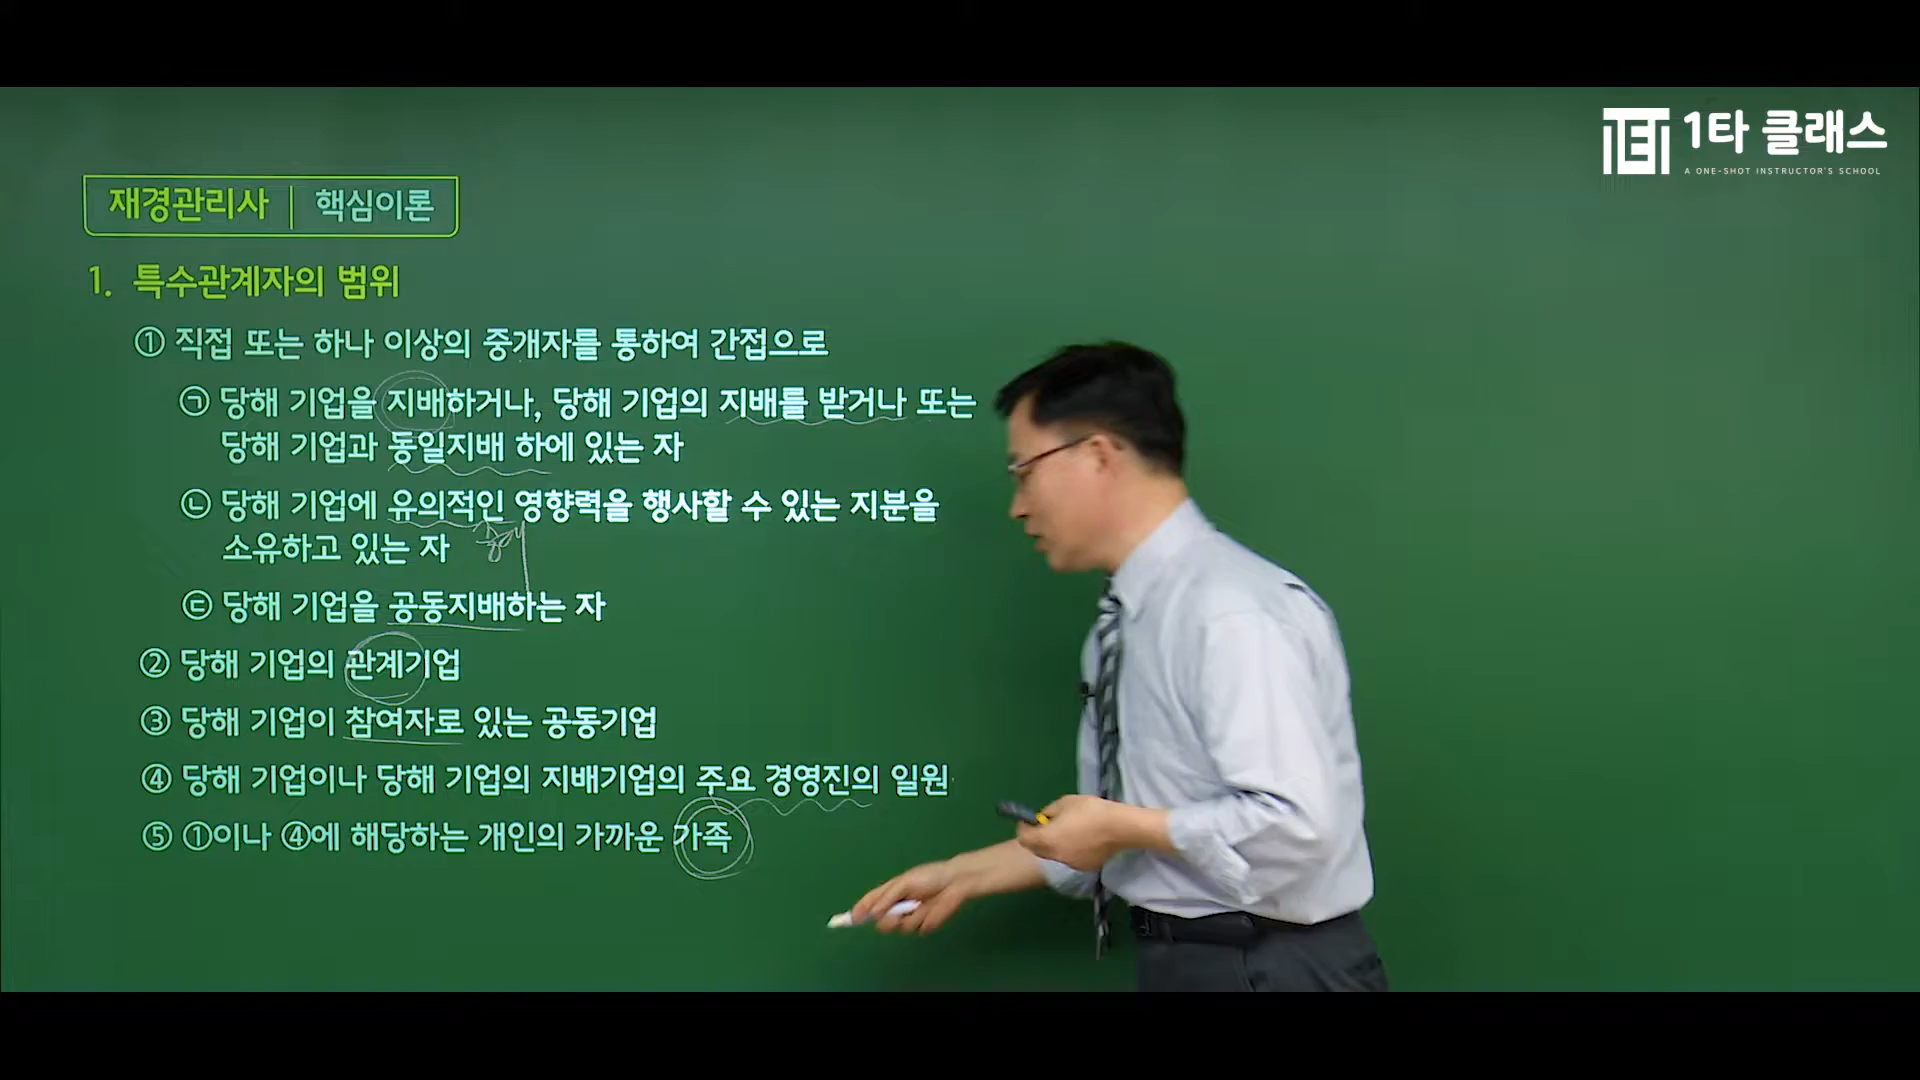 1타 클래스
A ONE-SHOT INSTRUCTOR'S SCHOOL
재경관리사 | 핵심이론
1. 특수관계자의 범위
① 직접 또는 하나 이상의 중개자를 통하여 간접으로
㉠ 당해 기업을 지배하거나, 당해 기업의 지배를 받거나 또는
당해 기업과 동일지배 하에 있는 자
㉡ 당해 기업에 유의적인 영향력을 행사할 수 있는 지분을
소유하고 있는 자
㉢ 당해 기업을 공동지배하는 자
② 당해 기업의 관계기업
③ 당해 기업이 참여자로 있는 공동기업
④ 당해 기업이나 당해 기업의 지배기업의 주요 경영진의 일원
⑤ ①이나 ④에 해당하는 개인의 가까운 가족